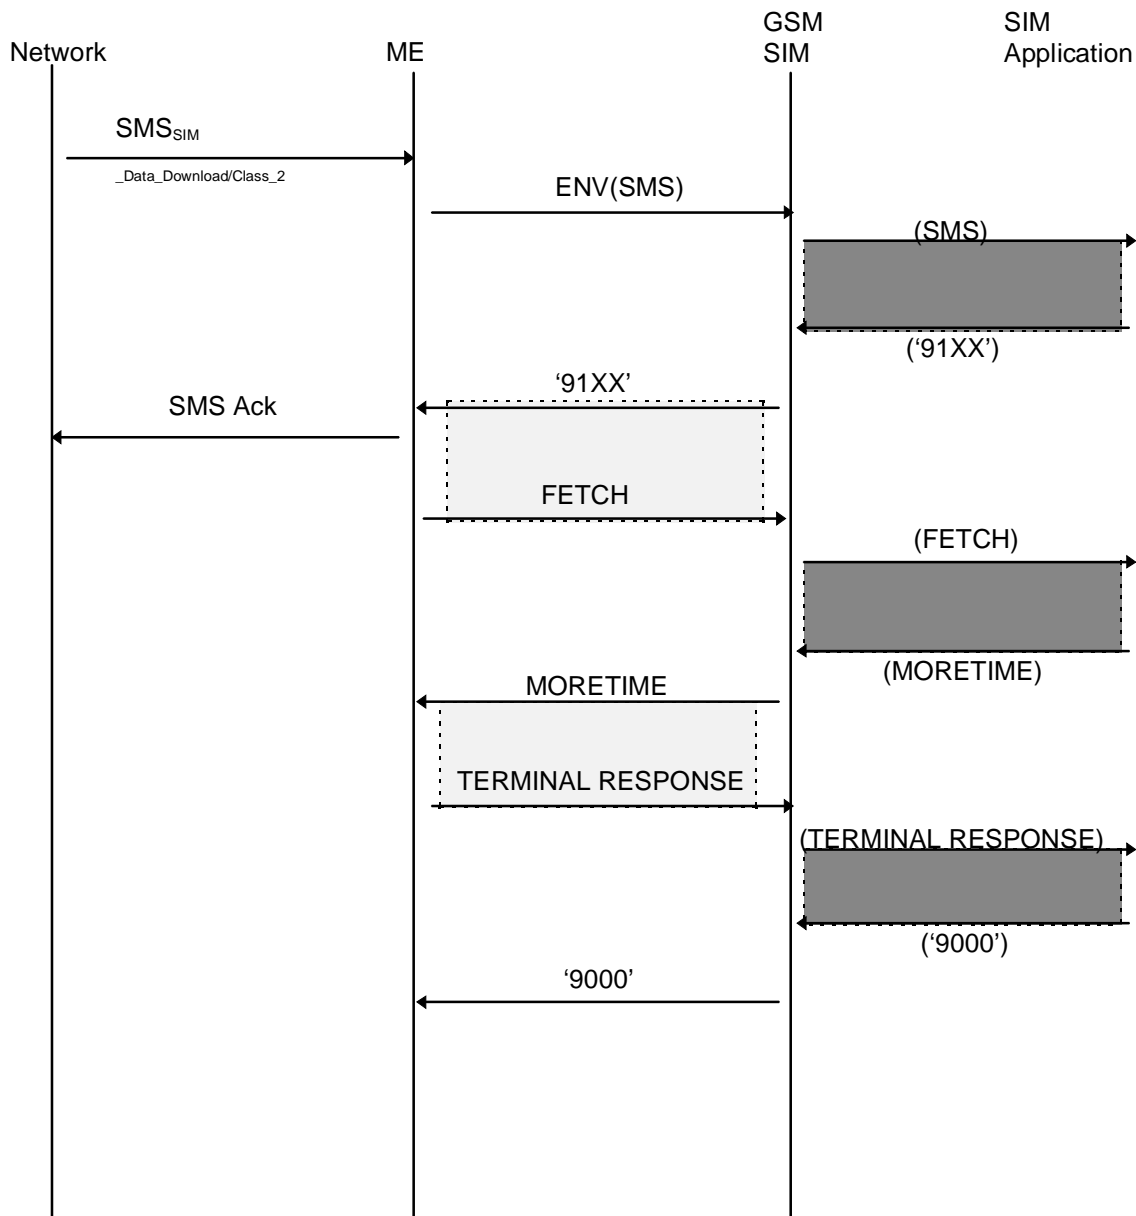 GSM
SIM
SIM
Application
Network
ME
SMS_SIM
_Data_Download/Class_2
ENV(SMS)
(SMS)
(‘91XX’)
‘91XX’
SMS Ack
FETCH
(FETCH)
(MORETIME)
MORETIME
TERMINAL RESPONSE
(TERMINAL RESPONSE)
(‘9000’)
‘9000’